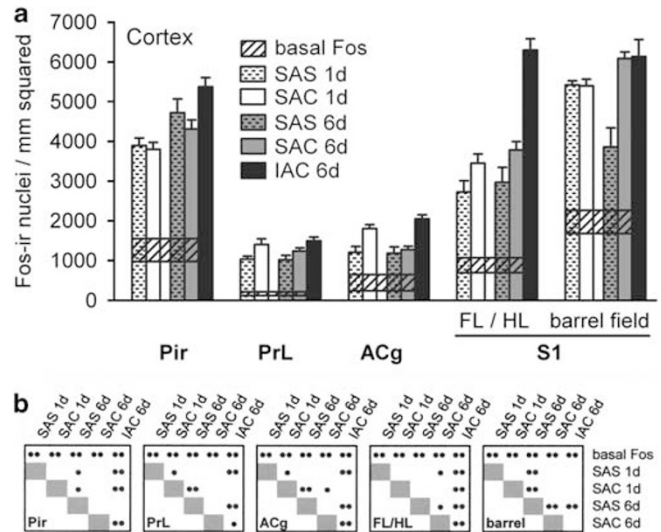 a
7000
6000
5000
4000
3000
2000
1000
0
Fos-ir nuclei / mm squared
Cortex
basal Fos
SAS 1d
SAC 1d
SAS 6d
SAC 6d
IAC 6d
FL / HL barrel field
Pir PrL ACg S1
b
SAS 1d SAC 1d SAS 6d SAC 6d IAC 6d
SAS 1d SAC 1d SAS 6d SAC 6d IAC 6d
SAS 1d SAC 1d SAS 6d SAC 6d IAC 6d
SAS 1d SAC 1d SAS 6d SAC 6d IAC 6d
SAS 1d SAC 1d SAS 6d SAC 6d IAC 6d
basal Fos
SAS 1d
SAC 1d
SAS 6d
SAC 6d
Pir PrL ACg FL/HL barrel